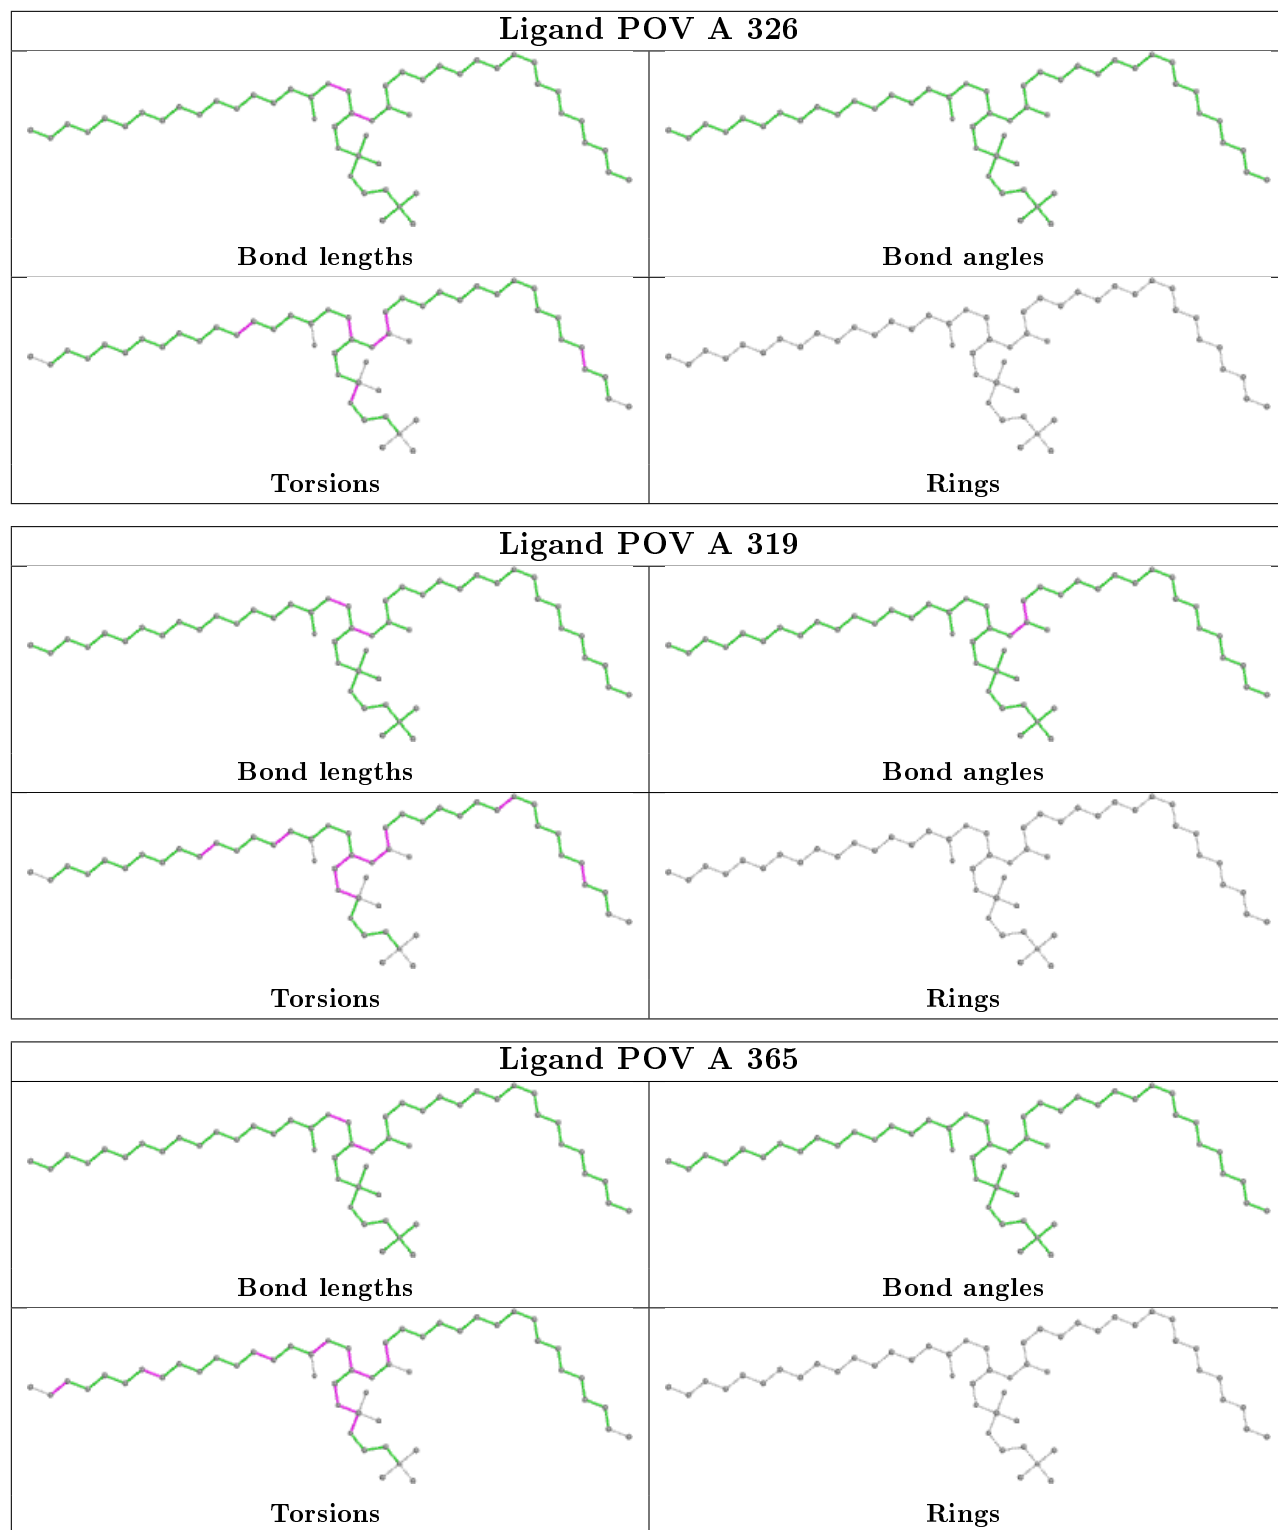 Ligand POV A 326
Bond lengths
Bond angles
Torsions
Rings
Ligand POV A 319
Bond lengths
Bond angles
Torsions
Rings
Ligand POV A 365
Bond lengths
Bond angles
Torsions
Rings